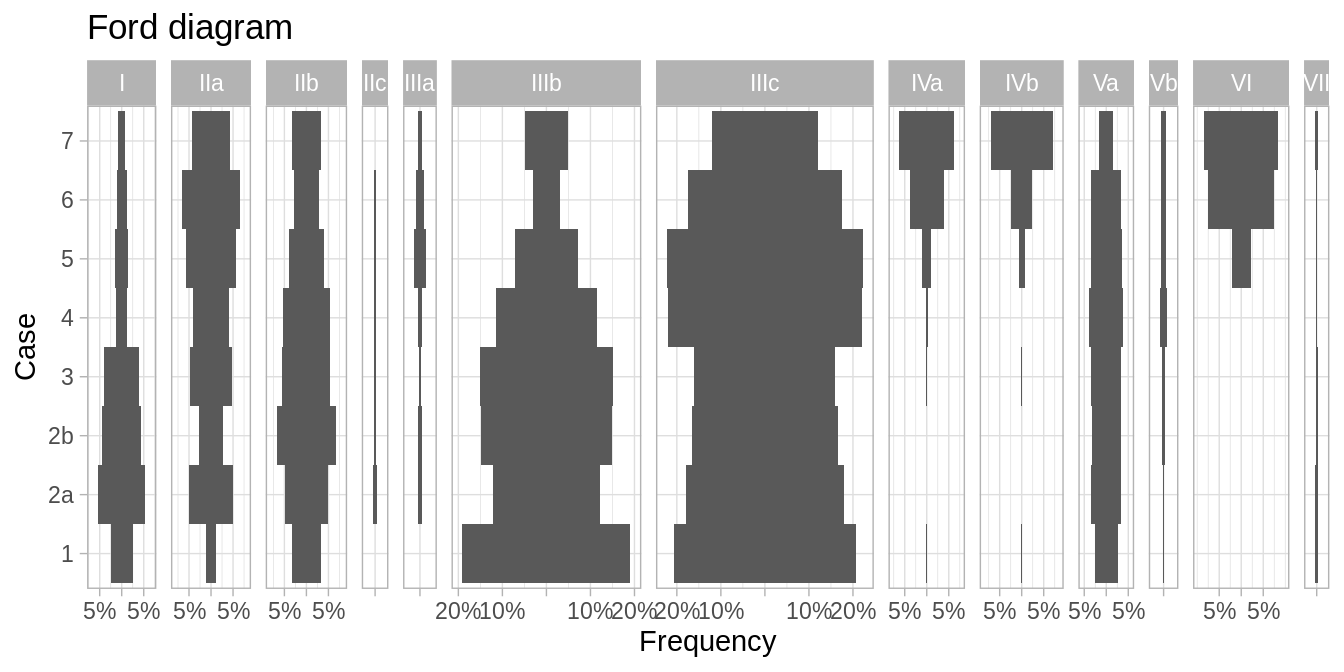 Ford diagram
I IIa IIb IIc IIIa IIIb IIIc IVa IVb Va Vb VI VII
7
6
5
4
3
2b
2a
1
Case
5% 5% 5% 5% 5% 5% 20% 10% 10% 20% 20% 10% 10% 20% 5% 5% 5% 5% 5% 5% 5% 5%
Frequency